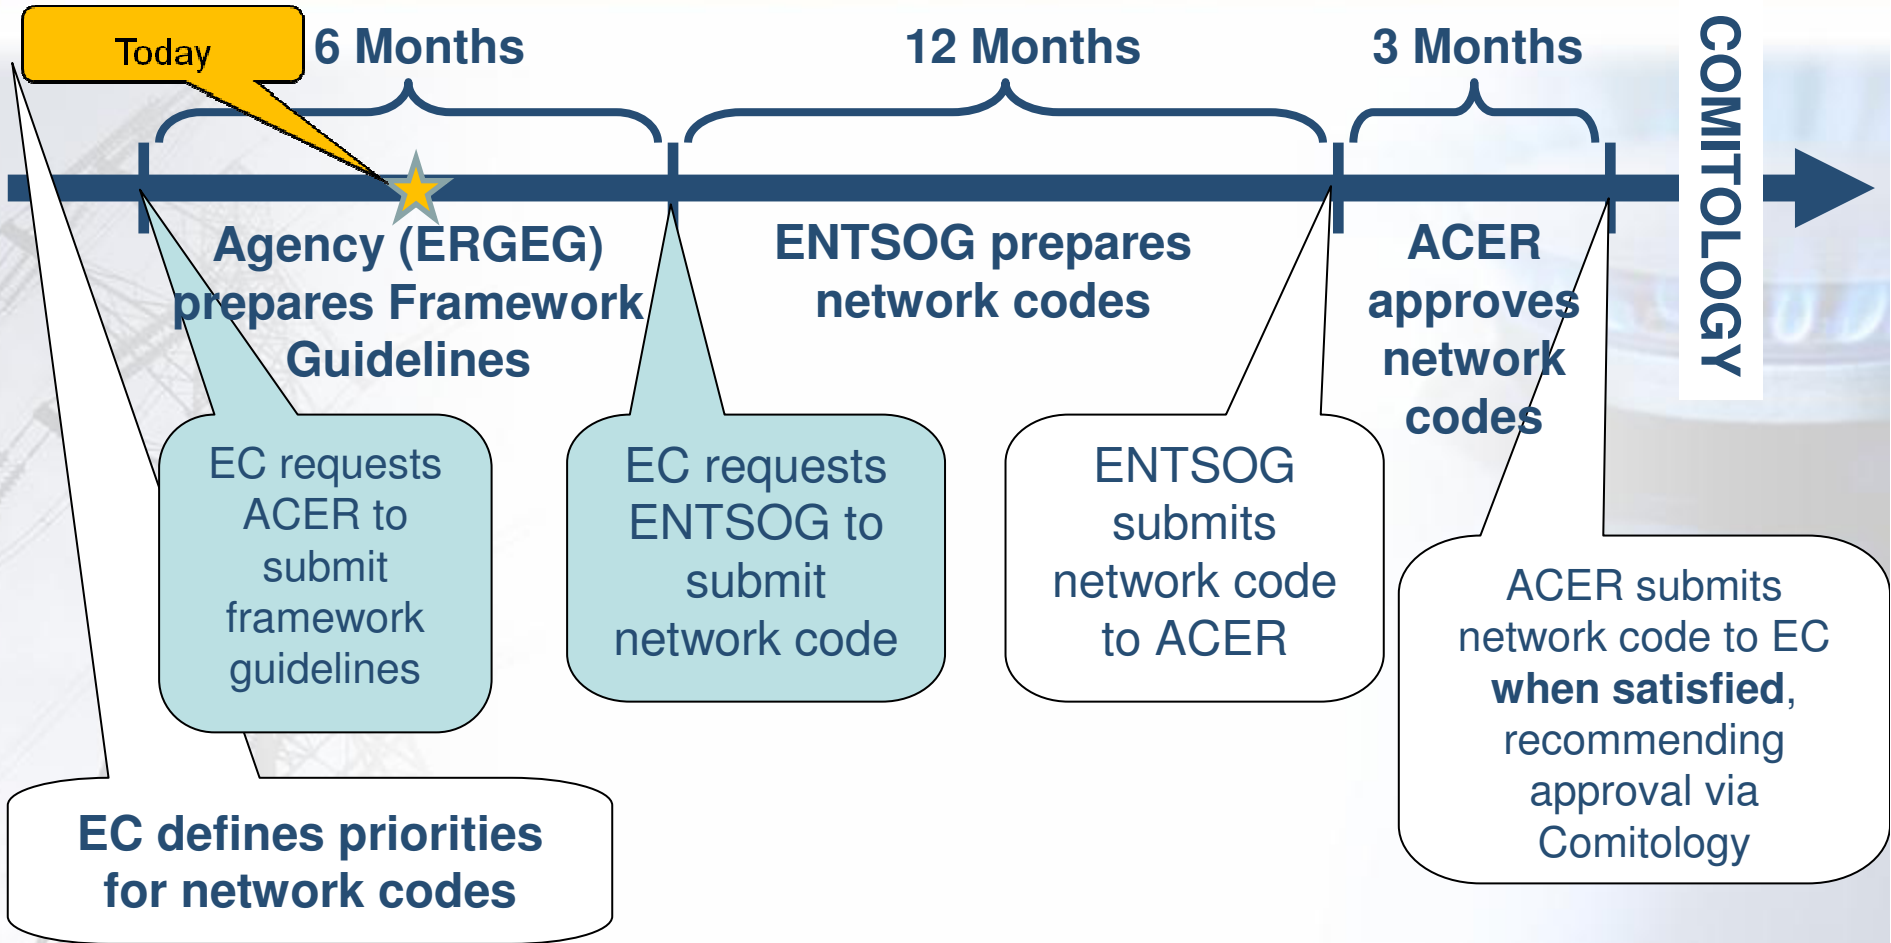 Today
6 Months
12 Months
3 Months
COMITOLOGY
Agency (ERGEG)
prepares Framework
Guidelines
ENTSOG prepares
network codes
ACER
approves
network
codes
EC requests
ACER to
submit
framework
guidelines
EC requests
ENTSOG to
submit
network code
ENTSOG
submits
network code
to ACER
ACER submits
network code to EC
when satisfied,
recommending
approval via
Comitology
EC defines priorities
for network codes